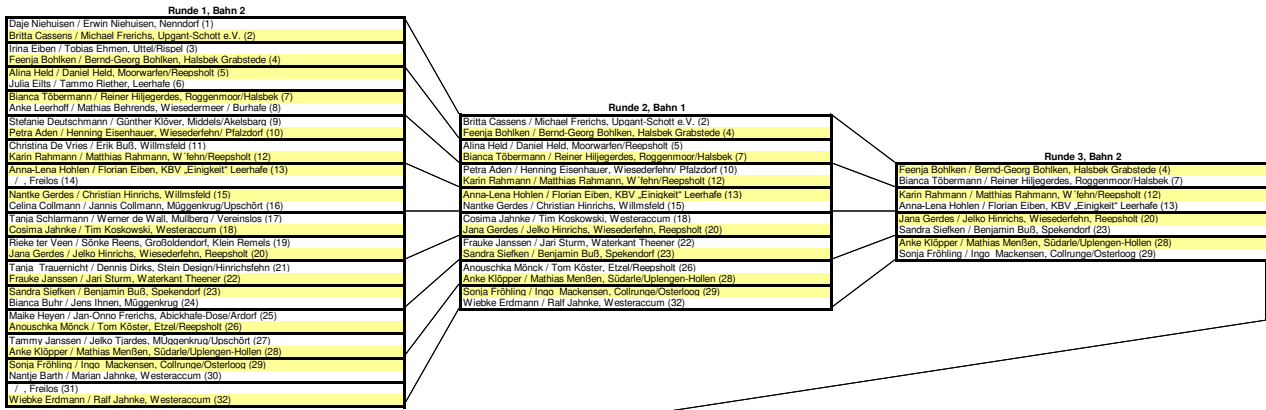 Runde 1, Bahn 2
Daje Niehuisen / Erwin Niehuisen, Nenndorf (1)
Britta Cassens / Michael Frerichs, Upgant-Schott e.V. (2)
Irina Eiben / Tobias Ehmen, Uttel/Rispel (3)
Feenja Bohlken / Bernd-Georg Bohlken, Halsbek Grabstede (4)
Alina Held / Daniel Held, Moorwarfen/Reepsholt (5)
Julia Eilts / Tammo Riether, Leerhafe (6)
Bianca Töbermann / Reiner Hiljegerdes, Roggenmoor/Halsbek (7)
Anke Leerhoff / Mathias Behrends, Wiesedermeer / Burhafe (8)
Stefanie Deutschmann / Günther Klöver, Middels/Akelsbarg (9)
Petra Aden / Henning Eisenhauer, Wiesederfehn/ Pfalzdorf (10)
Christina De Vries / Erik Buß, Willmsfeld (11)
Karin Rahmann / Matthias Rahmann, W´fehn/Reepsholt (12)
Anna-Lena Hohlen / Florian Eiben, KBV „Einigkeit" Leerhafe (13)
/ , Freilos (14)
Nantke Gerdes / Christian Hinrichs, Willmsfeld (15)
Celina Collmann / Jannis Collmann, Müggenkrug/Upschört (16)
Tanja Schlarmann / Werner de Wall, Mullberg / Vereinslos (17)
Cosima Jahnke / Tim Koskowski, Westeraccum (18)
Rieke ter Veen / Sönke Reens, Großoldendorf, Klein Remels (19)
Jana Gerdes / Jelko Hinrichs, Wiesederfehn, Reepsholt (20)
Tanja Trauernicht / Dennis Dirks, Stein Design/Hinrichsfehn (21)
Frauke Janssen / Jari Sturm, Waterkant Theener (22)
Sandra Siefken / Benjamin Buß, Spekendorf (23)
Bianca Buhr / Jens Ihnen, Müggenkrug (24)
Maike Heyen / Jan-Onno Frerichs, Abickhafe-Dose/Ardorf (25)
Anouschka Mönck / Tom Köster, Etzel/Reepsholt (26)
Tammy Janssen / Jelko Tjardes, MÜggenkrug/Upschört (27)
Anke Klöpper / Mathias Menßen, Südarle/Uplengen-Hollen (28)
Sonja Fröhling / Ingo Mackensen, Collrunge/Osterloog (29)
Nantje Barth / Marian Jahnke, Westeraccum (30)
/ , Freilos (31)
Wiebke Erdmann / Ralf Jahnke, Westeraccum (32)
Runde 2, Bahn 1
Britta Cassens / Michael Frerichs, Upgant-Schott e.V. (2)
Feenja Bohlken / Bernd-Georg Bohlken, Halsbek Grabstede (4)
Alina Held / Daniel Held, Moorwarfen/Reepsholt (5)
Bianca Töbermann / Reiner Hiljegerdes, Roggenmoor/Halsbek (7)
Petra Aden / Henning Eisenhauer, Wiesederfehn/ Pfalzdorf (10)
Karin Rahmann / Matthias Rahmann, W´fehn/Reepsholt (12)
Anna-Lena Hohlen / Florian Eiben, KBV „Einigkeit" Leerhafe (13)
Nantke Gerdes / Christian Hinrichs, Willmsfeld (15)
Cosima Jahnke / Tim Koskowski, Westeraccum (18)
Jana Gerdes / Jelko Hinrichs, Wiesederfehn, Reepsholt (20)
Frauke Janssen / Jari Sturm, Waterkant Theener (22)
Sandra Siefken / Benjamin Buß, Spekendorf (23)
Anouschka Mönck / Tom Köster, Etzel/Reepsholt (26)
Anke Klöpper / Mathias Menßen, Südarle/Uplengen-Hollen (28)
Sonja Fröhling / Ingo Mackensen, Collrunge/Osterloog (29)
Wiebke Erdmann / Ralf Jahnke, Westeraccum (32)
Runde 3, Bahn 2
Feenja Bohlken / Bernd-Georg Bohlken, Halsbek Grabstede (4)
Bianca Töbermann / Reiner Hiljegerdes, Roggenmoor/Halsbek (7)
Karin Rahmann / Matthias Rahmann, W´fehn/Reepsholt (12)
Anna-Lena Hohlen / Florian Eiben, KBV „Einigkeit" Leerhafe (13)
Jana Gerdes / Jelko Hinrichs, Wiesederfehn, Reepsholt (20)
Sandra Siefken / Benjamin Buß, Spekendorf (23)
Anke Klöpper / Mathias Menßen, Südarle/Uplengen-Hollen (28)
Sonja Fröhling / Ingo Mackensen, Collrunge/Osterloog (29)